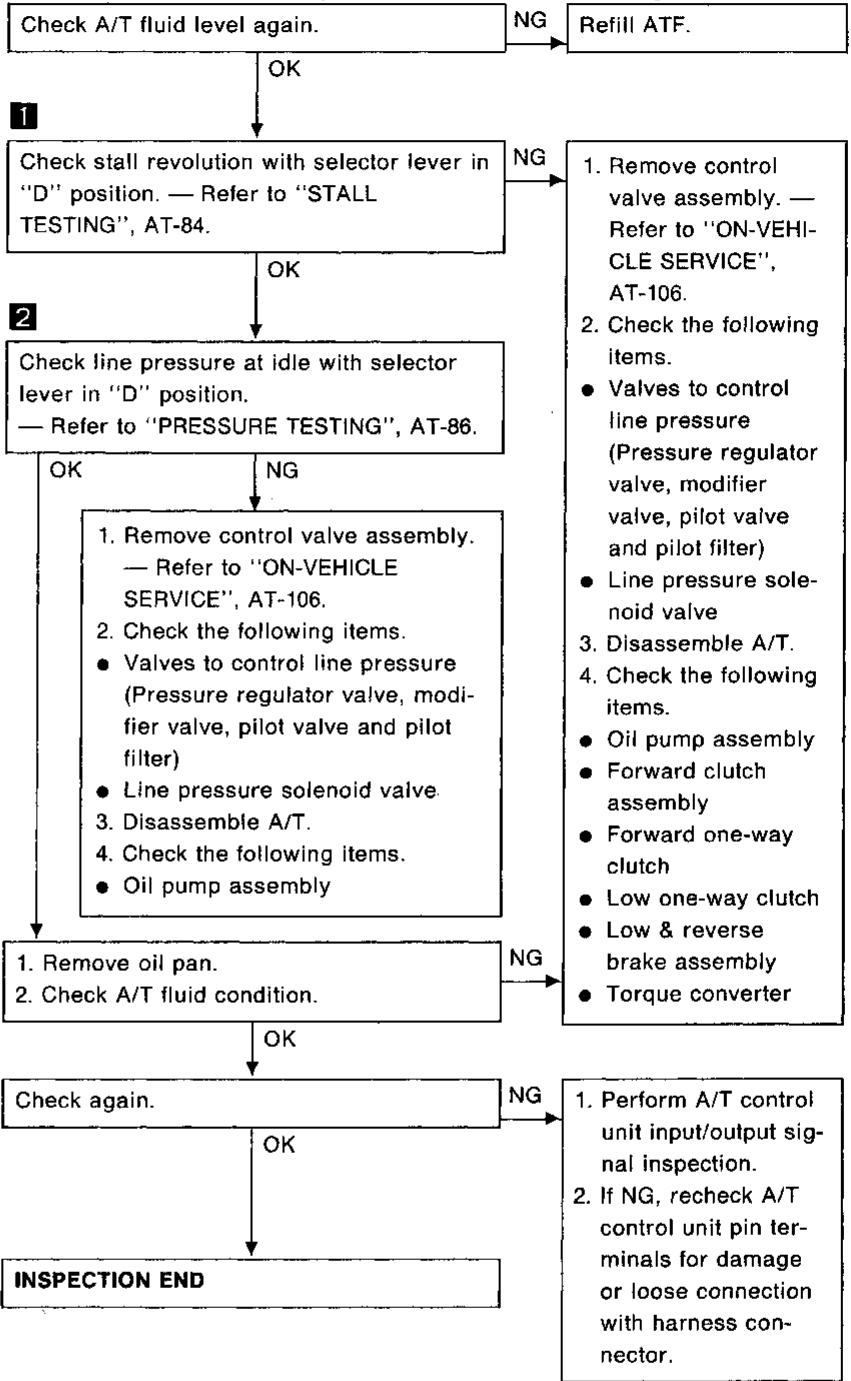 Check A/T fluid level again.
NG
Refill ATF.
OK
1
Check stall revolution with selector lever in
"D" position. — Refer to "STALL
TESTING", AT-84.
NG
1. Remove control
valve assembly. —
Refer to "ON-VEHI-
CLE SERVICE",
AT-106.
2. Check the following
items.
● Valves to control
line pressure
(Pressure regulator
valve, modifier
valve, pilot valve
and pilot filter)
● Line pressure sole-
noid valve
3. Disassemble A/T.
4. Check the following
items.
● Oil pump assembly
● Forward clutch
assembly
● Forward one-way
clutch
● Low one-way clutch
● Low & reverse
brake assembly
● Torque converter
OK
2
Check line pressure at idle with selector
lever in "D" position.
— Refer to "PRESSURE TESTING", AT-86.
OK
NG
1. Remove control valve assembly.
— Refer to "ON-VEHICLE
SERVICE", AT-106.
2. Check the following items.
● Valves to control line pressure
(Pressure regulator valve, modi-
fier valve, pilot valve and pilot
filter)
● Line pressure solenoid valve
3. Disassemble A/T.
4. Check the following items.
● Oil pump assembly
1. Remove oil pan.
2. Check A/T fluid condition.
NG
OK
Check again.
NG
1. Perform A/T control
unit input/output sig-
nal inspection.
2. If NG, recheck A/T
control unit pin ter-
minals for damage
or loose connection
with harness con-
nector.
OK
INSPECTION END